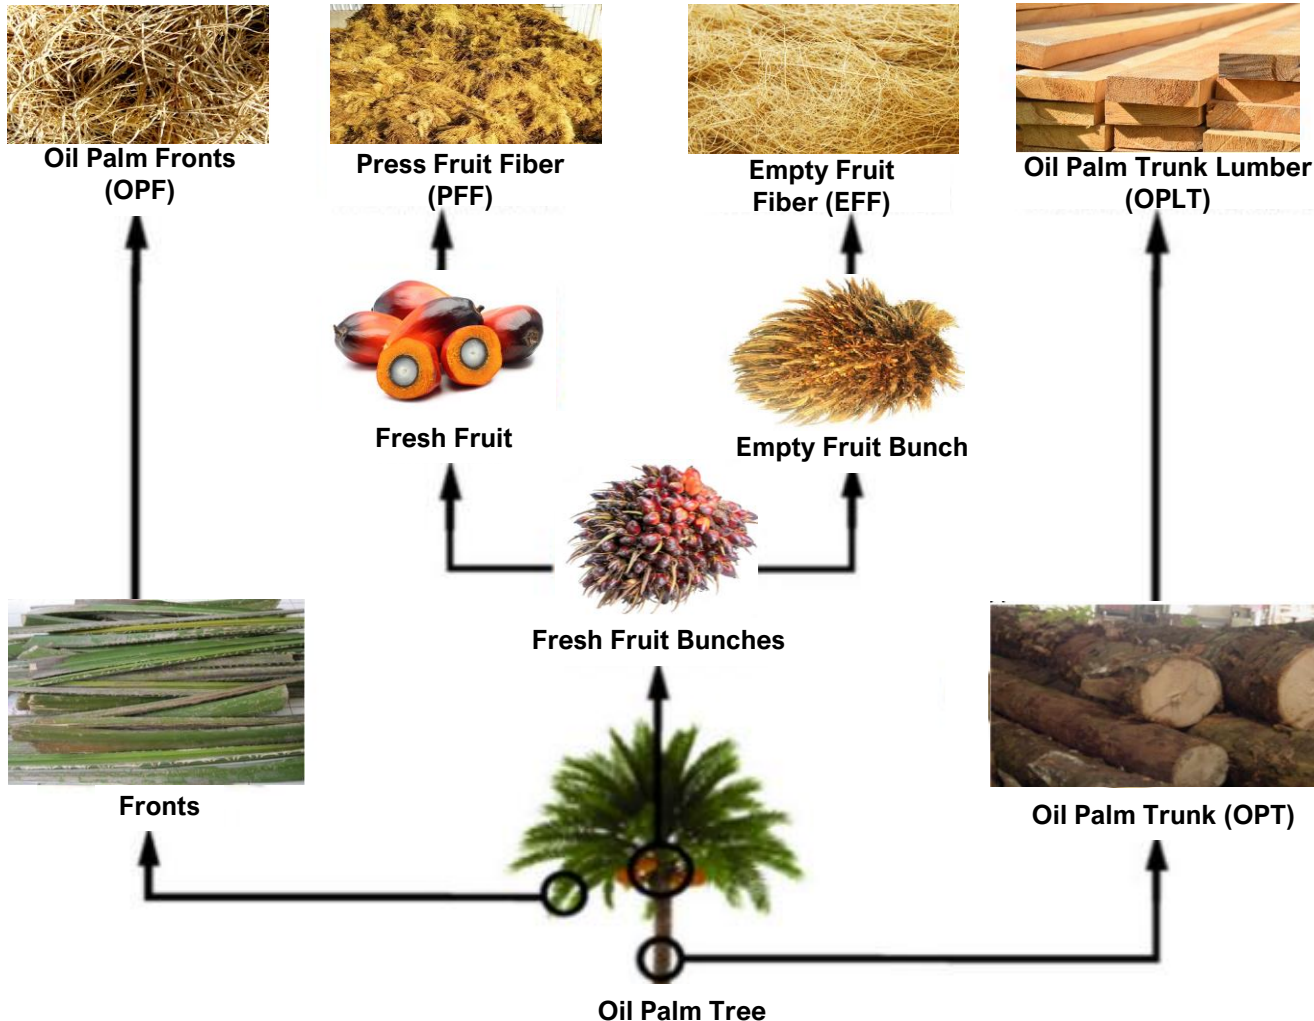 Oil Palm Fronts
(OPF)
Press Fruit Fiber
(PFF)
Empty Fruit
Fiber (EFF)
Oil Palm Trunk Lumber
(OPLT)
Fresh Fruit
Empty Fruit Bunch
Fresh Fruit Bunches
Fronts
Oil Palm Trunk (OPT)
Oil Palm Tree